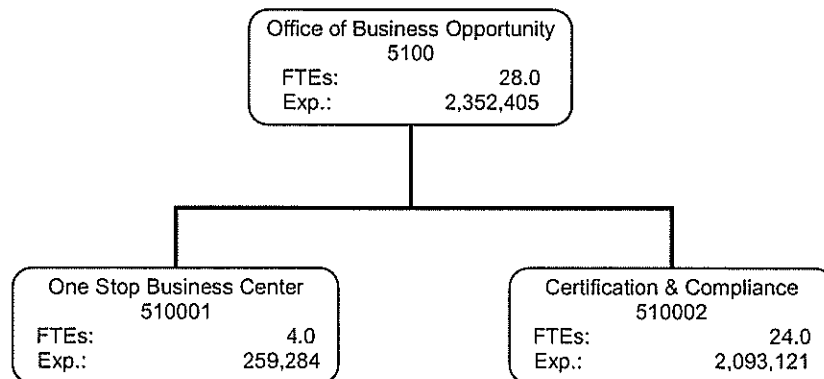 Office of Business Opportunity
5100
FTEs: 28.0
Exp.: 2,352,405
One Stop Business Center
510001
FTEs: 4.0
Exp.: 259,284
Certification & Compliance
510002
FTEs: 24.0
Exp.: 2,093,121